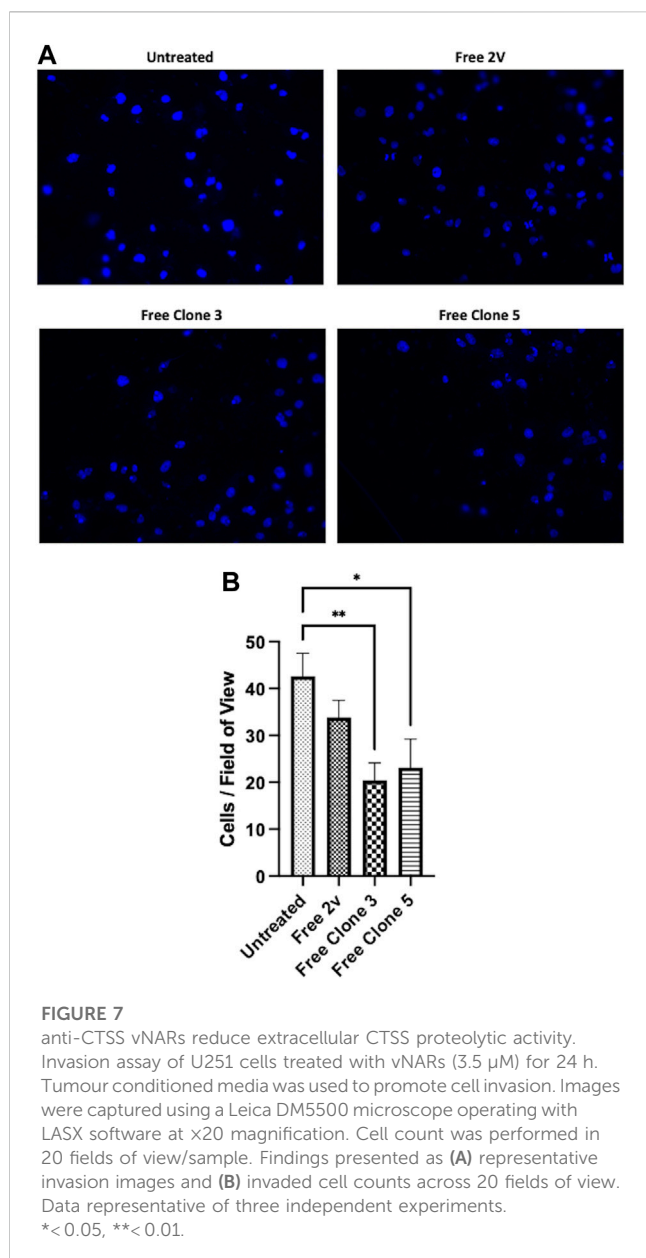 A
Untreated
Free 2V
Free Clone 3
Free Clone 5
B
*
**
Cells / Field of View
50
40
30
20
10
0
Untreated
Free 2v
Free Clone 3
Free Clone 5
FIGURE 7
anti-CTSS vNARs reduce extracellular CTSS proteolytic activity.
Invasion assay of U251 cells treated with vNARs (3.5 µM) for 24 h.
Tumour conditioned media was used to promote cell invasion. Images
were captured using a Leica DM5500 microscope operating with
LASX software at ×20 magnification. Cell count was performed in
20 fields of view/sample. Findings presented as (A) representative
invasion images and (B) invaded cell counts across 20 fields of view.
Data representative of three independent experiments.
*< 0.05, **< 0.01.